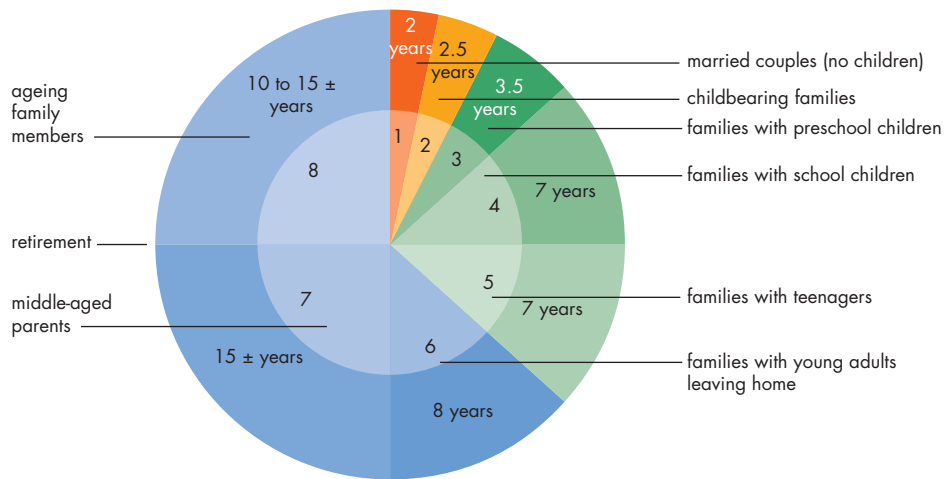 2
years
2.5
years
3.5
years
7 years
7 years
8 years
15 ± years
10 to 15 ±
years
1
2
3
4
5
6
7
8
married couples (no children)
childbearing families
families with preschool children
families with school children
families with teenagers
families with young adults
leaving home
ageing
family
members
retirement
middle-aged
parents